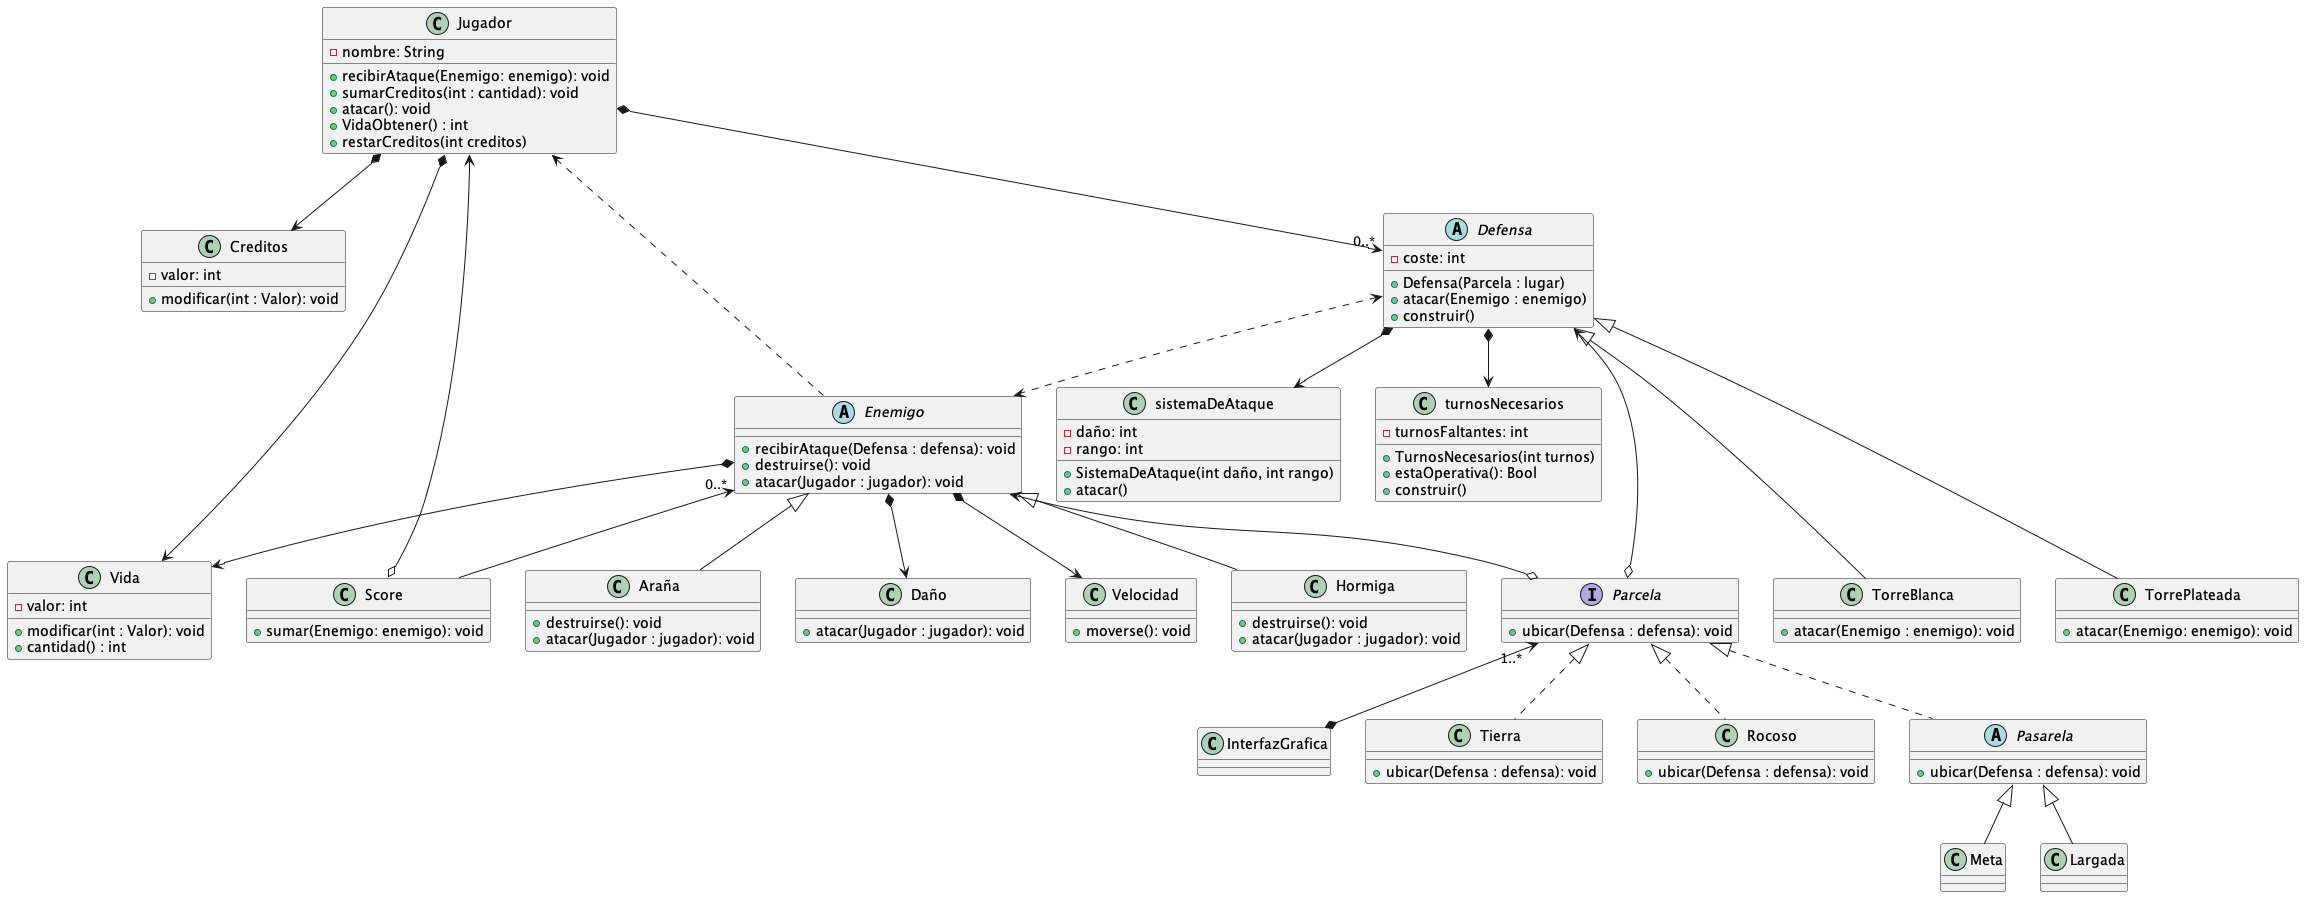 C Jugador
nombre: String
recibirAtaque(Enemigo: enemigo): void
sumarCreditos(int : cantidad): void
atacar(): void
VidaObtener() : int
restarCreditos(int creditos)
C Creditos
valor: int
modificar(int : Valor): void
0..*
A Defensa
coste: int
Defensa(Parcela : lugar)
atacar(Enemigo : enemigo)
construir()
A Enemigo
recibirAtaque(Defensa : defensa): void
destruirse(): void
atacar(Jugador : jugador): void
0..*
C sistemaDeAtaque
daño: int
rango: int
SistemaDeAtaque(int daño, int rango)
atacar()
C turnosNecesarios
turnosFaltantes: int
TurnosNecesarios(int turnos)
estaOperativa(): Bool
construir()
C Vida
valor: int
modificar(int : Valor): void
cantidad() : int
C Score
sumar(Enemigo: enemigo): void
C Araña
destruirse(): void
atacar(Jugador : jugador): void
C Daño
atacar(Jugador : jugador): void
C Velocidad
moverse(): void
C Hormiga
destruirse(): void
atacar(Jugador : jugador): void
I Parcela
ubicar(Defensa : defensa): void
1..*
C TorreBlanca
atacar(Enemigo : enemigo): void
C TorrePlateada
atacar(Enemigo: enemigo): void
C InterfazGrafica
C Tierra
ubicar(Defensa : defensa): void
C Rocoso
ubicar(Defensa : defensa): void
A Pasarela
ubicar(Defensa : defensa): void
C Meta
C Largada